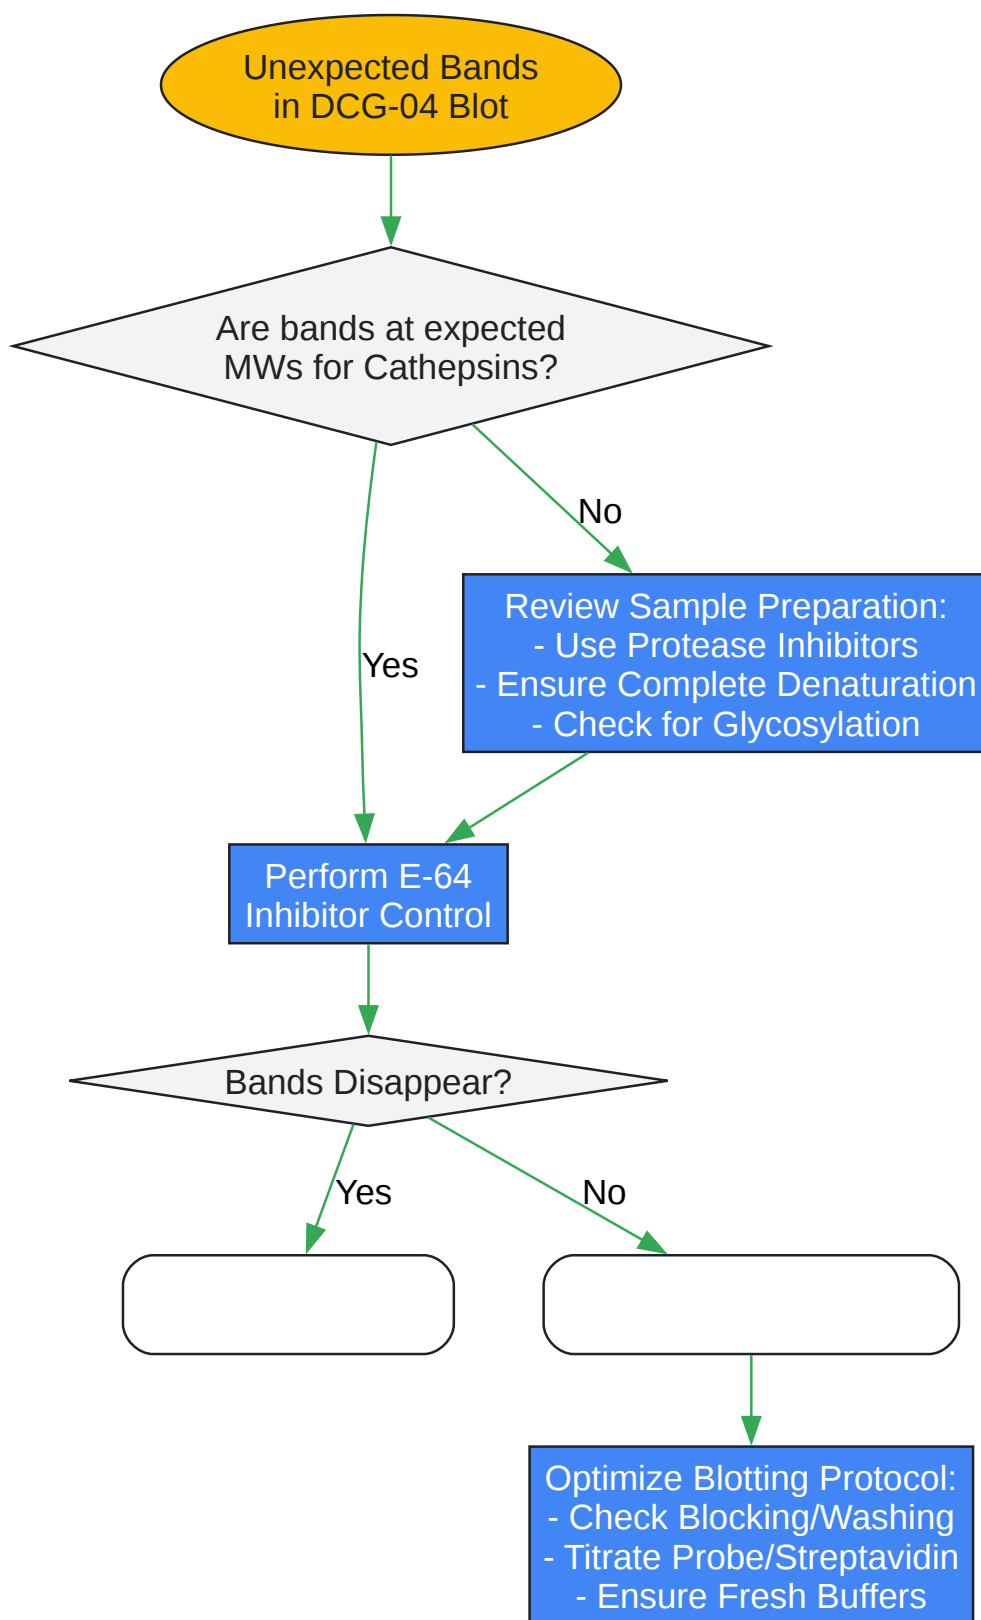 Unexpected Bands
in DCG-04 Blot
Are bands at expected
MWs for Cathepsins?
No
Review Sample Preparation:
- Use Protease Inhibitors
- Ensure Complete Denaturation
- Check for Glycosylation
Yes
Perform E-64
Inhibitor Control
Bands Disappear?
Yes
No
Optimize Blotting Protocol:
- Check Blocking/Washing
- Titrate Probe/Streptavidin
- Ensure Fresh Buffers